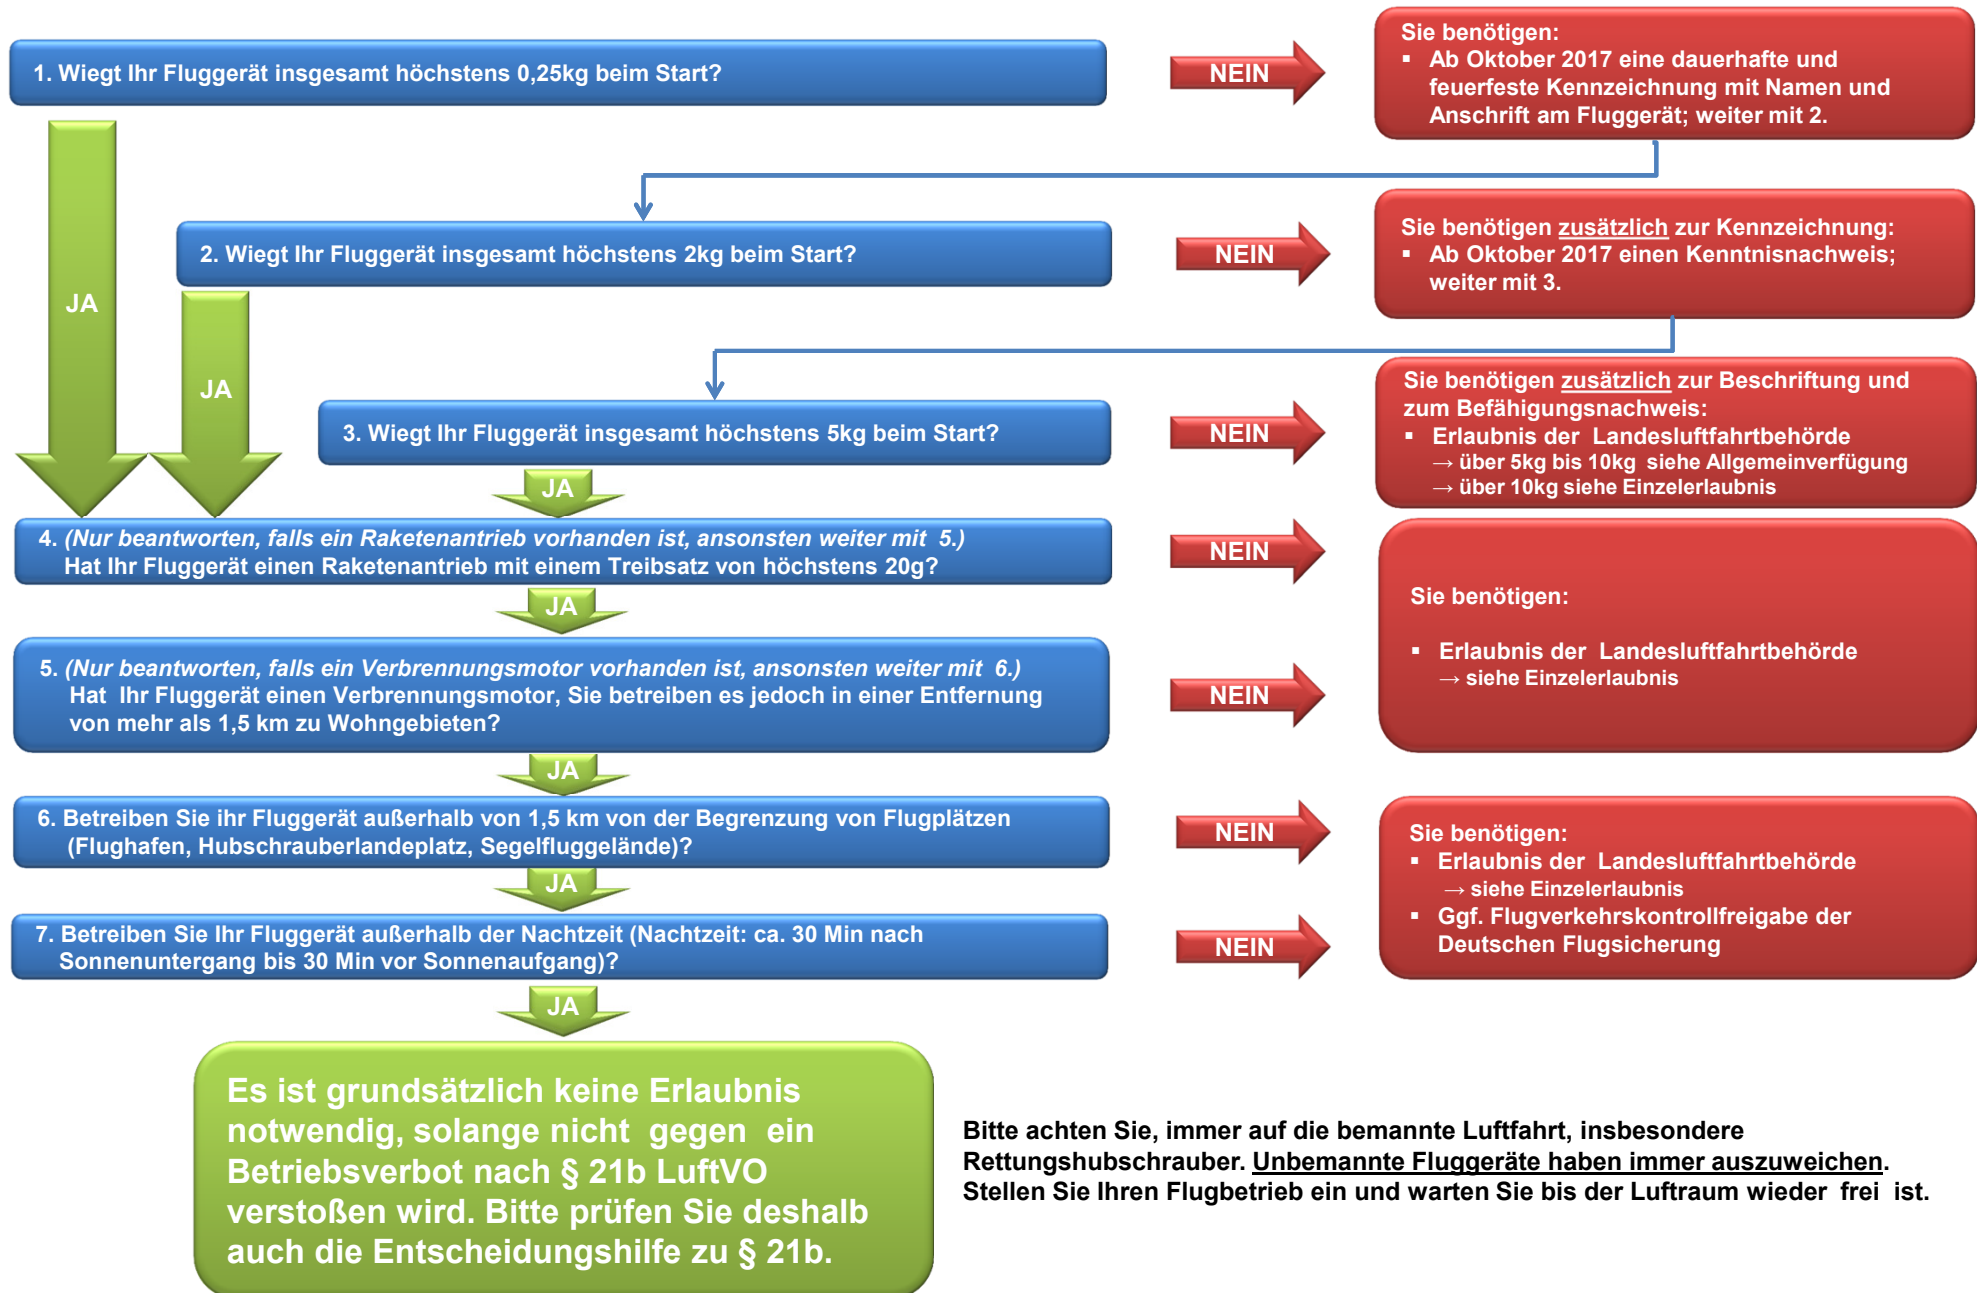 1. Wiegt Ihr Fluggerät insgesamt höchstens 0,25kg beim Start?
NEIN
Sie benötigen:
▪ Ab Oktober 2017 eine dauerhafte und
feuerfeste Kennzeichnung mit Namen und
Anschrift am Fluggerät; weiter mit 2.
JA
2. Wiegt Ihr Fluggerät insgesamt höchstens 2kg beim Start?
NEIN
Sie benötigen zusätzlich zur Kennzeichnung:
▪ Ab Oktober 2017 einen Kenntnisnachweis;
weiter mit 3.
JA
3. Wiegt Ihr Fluggerät insgesamt höchstens 5kg beim Start?
NEIN
Sie benötigen zusätzlich zur Beschriftung und
zum Befähigungsnachweis:
▪ Erlaubnis der Landesluftfahrtbehörde
→ über 5kg bis 10kg siehe Allgemeinverfügung
→ über 10kg siehe Einzelerlaubnis
JA
4. (Nur beantworten, falls ein Raketenantrieb vorhanden ist, ansonsten weiter mit 5.)
Hat Ihr Fluggerät einen Raketenantrieb mit einem Treibsatz von höchstens 20g?
NEIN
JA
5. (Nur beantworten, falls ein Verbrennungsmotor vorhanden ist, ansonsten weiter mit 6.)
Hat Ihr Fluggerät einen Verbrennungsmotor, Sie betreiben es jedoch in einer Entfernung
von mehr als 1,5 km zu Wohngebieten?
NEIN
Sie benötigen:
▪ Erlaubnis der Landesluftfahrtbehörde
→ siehe Einzelerlaubnis
JA
6. Betreiben Sie ihr Fluggerät außerhalb von 1,5 km von der Begrenzung von Flugplätzen
(Flughafen, Hubschrauberlandeplatz, Segelfluggelände)?
NEIN
JA
7. Betreiben Sie Ihr Fluggerät außerhalb der Nachtzeit (Nachtzeit: ca. 30 Min nach
Sonnenuntergang bis 30 Min vor Sonnenaufgang)?
NEIN
Sie benötigen:
▪ Erlaubnis der Landesluftfahrtbehörde
→ siehe Einzelerlaubnis
▪ Ggf. Flugverkehrskontrollfreigabe der
Deutschen Flugsicherung
JA
Es ist grundsätzlich keine Erlaubnis
notwendig, solange nicht gegen ein
Betriebsverbot nach § 21b LuftVO
verstoßen wird. Bitte prüfen Sie deshalb
auch die Entscheidungshilfe zu § 21b.
Bitte achten Sie, immer auf die bemannte Luftfahrt, insbesondere
Rettungshubschrauber. Unbemannte Fluggeräte haben immer auszuweichen.
Stellen Sie Ihren Flugbetrieb ein und warten Sie bis der Luftraum wieder frei ist.